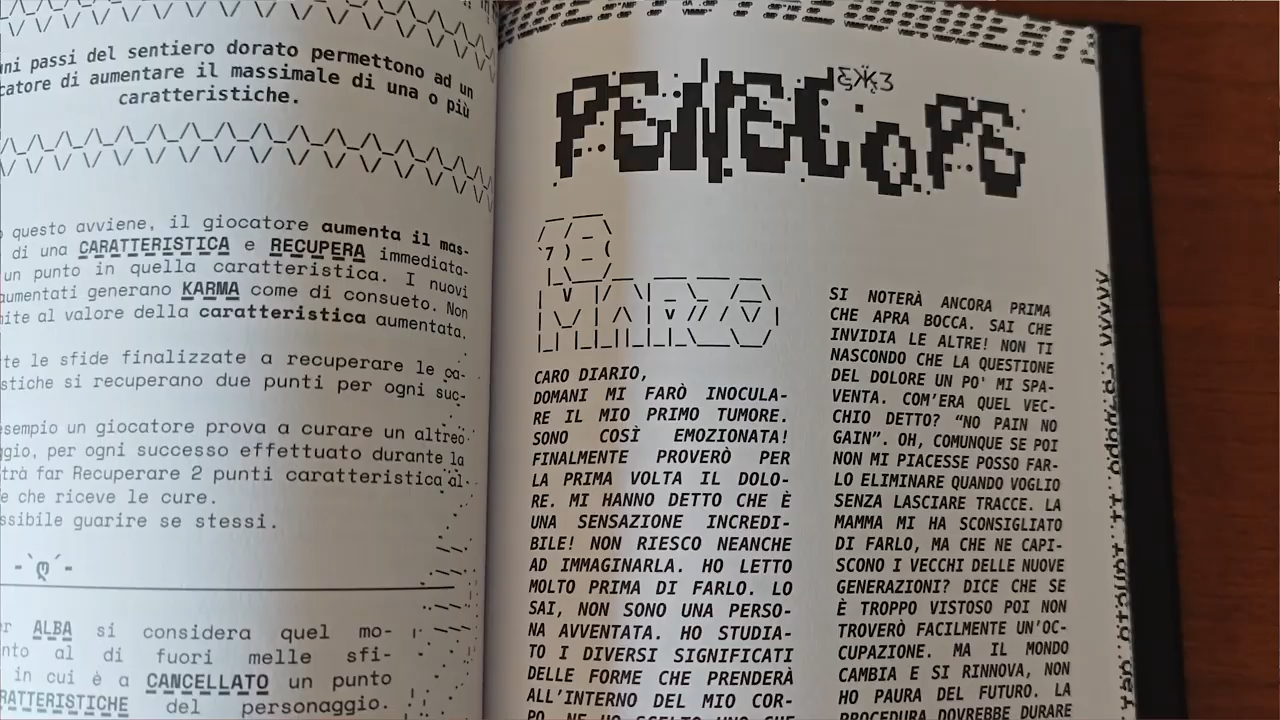 uni passi del sentiero dorato permettono ad un
catore di aumentare il massimale di una o più
caratteristiche.
questo avviene, il giocatore aumenta il mas-
di una CARATTERISTICA e RECUPERA immediata-
un punto in quella caratteristica. I nuovi
aumentati generano KARMA come di consueto. Non
mite al valore della caratteristica aumentata.
te le sfide finalizzate a recuperare le ca-
stiche si recuperano due punti per ogni suc-
esempio un giocatore prova a curare un altro
ggio, per ogni successo effettuato durante la
trà far Recuperare 2 punti caratteristica al-
e che riceve le cure.
ssibile guarire se stessi.
ALBA si considera quel mo-
nto al di fuori melle sfi-
in cui è a CANCELLATO un punto
RATTERISTICHE del personaggio.
PENELOPE
18
MARZO
CARO DIARIO,
DOMANI MI FARÒ INOCULA-
RE IL MIO PRIMO TUMORE.
SONO COSÌ EMOZIONATA!
FINALMENTE PROVERÒ PER
LA PRIMA VOLTA IL DOLO-
RE. MI HANNO DETTO CHE È
UNA SENSAZIONE INCREDI-
BILE! NON RIESCO NEANCHE
AD IMMAGINARLA. HO LETTO
MOLTO PRIMA DI FARLO. LO
SAI, NON SONO UNA PERSO-
NA AVVENTATA. HO STUDIA-
TO I DIVERSI SIGNIFICATI
DELLE FORME CHE PRENDERÀ
ALL'INTERNO DEL MIO COR-
PO. NE HO SCELTO UNO CHE
SI NOTERÀ ANCORA PRIMA
CHE APRA BOCCA. SAI CHE
INVIDIA LE ALTRE! NON TI
NASCONDO CHE LA QUESTIONE
DEL DOLORE UN PO' MI SPA-
VENTA. COM'ERA QUEL VEC-
CHIO DETTO? “NO PAIN NO
GAIN”. OH, COMUNQUE SE POI
NON MI PIACESSE POSSO FAR-
LO ELIMINARE QUANDO VOGLIO
SENZA LASCIARE TRACCE. LA
MAMMA MI HA SCONSIGLIATO
DI FARLO, MA CHE NE CAPI-
SCONO I VECCHI DELLE NUOVE
GENERAZIONI? DICE CHE SE
È TROPPO VISTOSO POI NON
TROVERÒ FACILMENTE UN'OC-
CUPAZIONE. MA IL MONDO
CAMBIA E SI RINNOVA, NON
HO PAURA DEL FUTURO. LA
PROCEDURA DOVREBBE DURARE